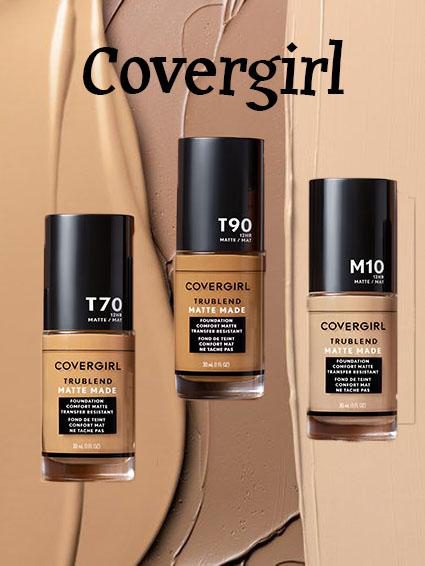 Covergirl
T70
12HR
MATTE / MAT
COVERGIRL
TRUBLEND
MATTE MADE
FOUNDATION
COMFORT MATTE
TRANSFER RESISTANT
FOND DE TEINT
COMFORT MAT
NE TACHE PAS
30 mL (1 FL OZ)
T90
12HR
MATTE / MAT
COVERGIRL
TRUBLEND
MATTE MADE
FOUNDATION
COMFORT MATTE
TRANSFER RESISTANT
FOND DE TEINT
COMFORT MAT
NE TACHE PAS
30 mL (1 FL OZ)
M10
12HR
MATTE / MAT
COVERGIRL
TRUBLEND
MATTE MADE
FOUNDATION
COMFORT MATTE
TRANSFER RESISTANT
FOND DE TEINT
COMFORT MAT
NE TACHE PAS
30 mL (1 FL OZ)